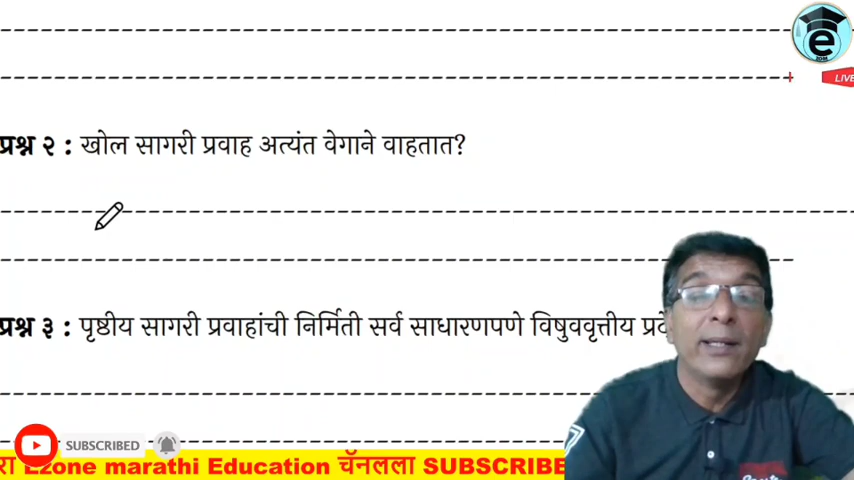 e
LIVE
प्रश्न २ : खोल सागरी प्रवाह अत्यंत वेगाने वाहतात?
प्रश्न ३ : पृष्ठीय सागरी प्रवाहांची निर्मिती सर्व साधारणपणे विषुववृत्तीय
7
SUBSCRIBED
Ezone marathi Education चॅनलला SUBSCRIBE